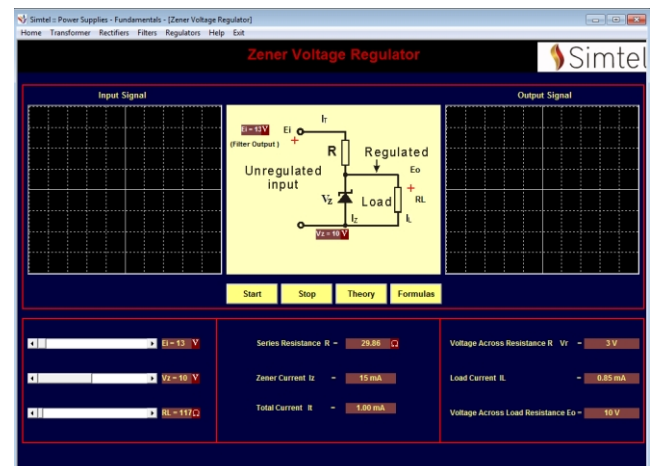 Simtel :: Power Supplies - Fundamentals - [Zener Voltage Regulator]
Home Transformer Rectifiers Filters Regulators Help Exit
Zener Voltage Regulator
Simtel
Input Signal
Output Signal
Ei = 13 V
(Filter Output )
Ei
+
IT
R
Regulated
Eo
+
Unregulated
input
VZ
Load
RL
IZ
IL
Vz = 10 V
Start Stop Theory Formulas
Ei = 13 V
Series Resistance R = 29.86 Ω
Voltage Across Resistance R Vr = 3 V
Vz = 10 V
Zener Current Iz = 15 mA
Load Current IL = 0.85 mA
RL = 117 Ω
Total Current It = 1.00 mA
Voltage Across Load Resistance Eo = 10 V